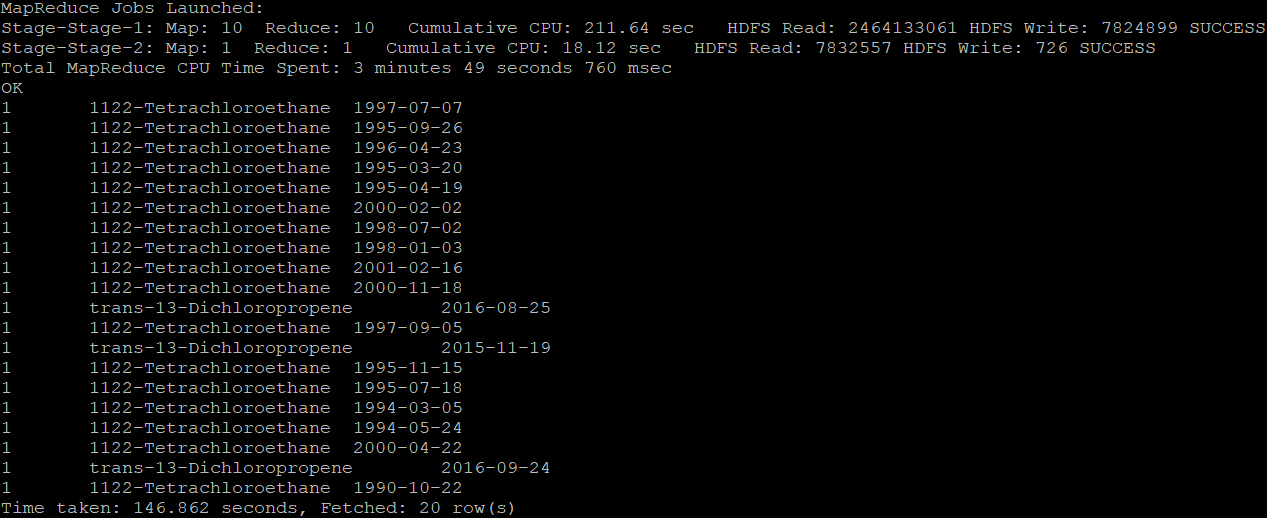 MapReduce Jobs Launched:
Stage-Stage-1: Map: 10  Reduce: 10   Cumulative CPU: 211.64 sec   HDFS Read: 2464133061 HDFS Write: 7824899 SUCCESS
Stage-Stage-2: Map: 1  Reduce: 1   Cumulative CPU: 18.12 sec   HDFS Read: 7832557 HDFS Write: 726 SUCCESS
Total MapReduce CPU Time Spent: 3 minutes 49 seconds 760 msec
OK
1       1122-Tetrachloroethane  1997-07-07
1       1122-Tetrachloroethane  1995-09-26
1       1122-Tetrachloroethane  1996-04-23
1       1122-Tetrachloroethane  1995-03-20
1       1122-Tetrachloroethane  1995-04-19
1       1122-Tetrachloroethane  2000-02-02
1       1122-Tetrachloroethane  1998-07-02
1       1122-Tetrachloroethane  1998-01-03
1       1122-Tetrachloroethane  2001-02-16
1       1122-Tetrachloroethane  2000-11-18
1       trans-13-Dichloropropene        2016-08-25
1       1122-Tetrachloroethane  1997-09-05
1       trans-13-Dichloropropene        2015-11-19
1       1122-Tetrachloroethane  1995-11-15
1       1122-Tetrachloroethane  1995-07-18
1       1122-Tetrachloroethane  1994-03-05
1       1122-Tetrachloroethane  1994-05-24
1       1122-Tetrachloroethane  2000-04-22
1       trans-13-Dichloropropene        2016-09-24
1       1122-Tetrachloroethane  1990-10-22
Time taken: 146.862 seconds, Fetched: 20 row(s)